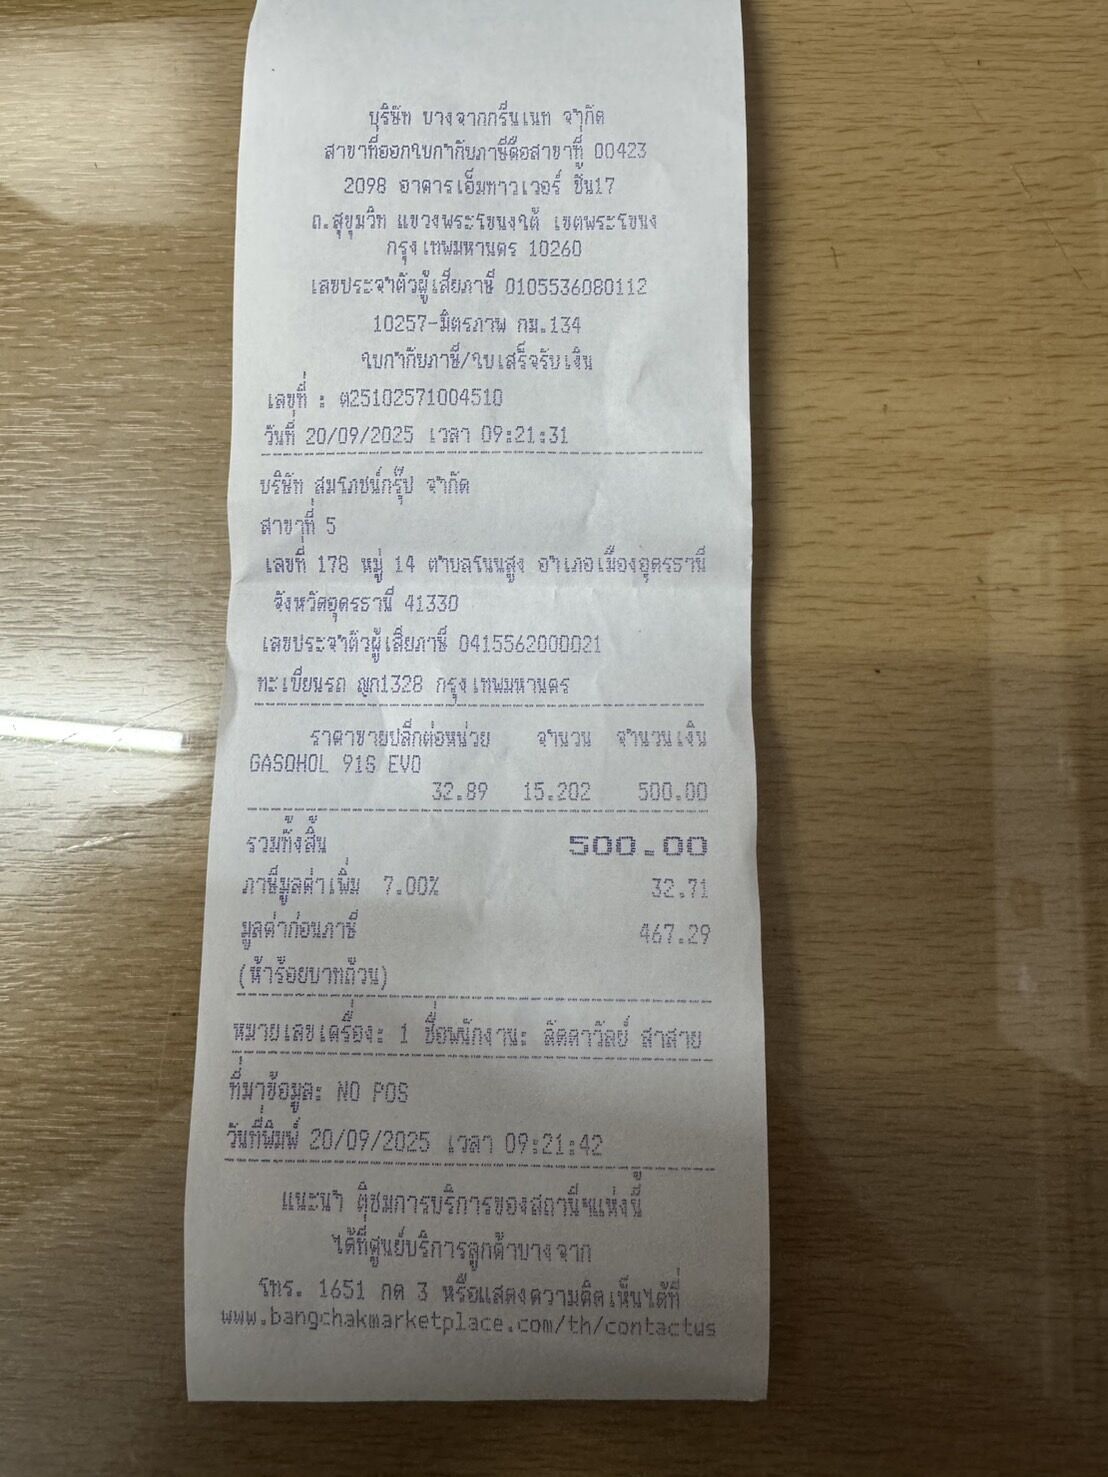 บริษัท บางจากกรีนเนท จำกัด
สาขาที่ออกใบกำกับภาษีคือสาขาที่ 00423
2098 อาคารเอ็มทาวเวอร์ ชั้น17
ถ.สุขุมวิท แขวงพระโขนงใต้ เขตพระโขนง
กรุงเทพมหานคร 10260
เลขประจำตัวผู้เสียภาษี 0105536080112
10257-มิตรภาพ กม.134
ใบกำกับภาษี/ใบเสร็จรับเงิน
เลขที่ : ต25102571004510
วันที่ 20/09/2025 เวลา 09:21:31
บริษัท สมโภชน์กรุ๊ป จำกัด
สาขาที่ 5
เลขที่ 178 หมู่ 14 ตำบลโนนสูง อำเภอเมืองอุดรธานี
จังหวัดอุดรธานี 41330
เลขประจำตัวผู้เสียภาษี 0415562000021
ทะเบียนรถ ญก1328 กรุงเทพมหานคร
ราคาขายปลีกต่อหน่วย จำนวน จำนวนเงิน
GASOHOL 91S EVO
32.89 15.202 500.00
รวมทั้งสิ้น 500.00
ภาษีมูลค่าเพิ่ม 7.00% 32.71
มูลค่าก่อนภาษี 467.29
(ห้าร้อยบาทถ้วน)
หมายเลขเครื่อง: 1 ชื่อพนักงาน: ลัดดาวัลย์ สาสาย
ที่มาข้อมูล: NO POS
วันที่พิมพ์ 20/09/2025 เวลา 09:21:42
แนะนำ ติชมการบริการของสถานีฯแห่งนี้
ได้ที่ศูนย์บริการลูกค้าบางจาก
โทร. 1651 กด 3 หรือแสดงความคิดเห็นได้ที่
www.bangchakmarketplace.com/th/contactus